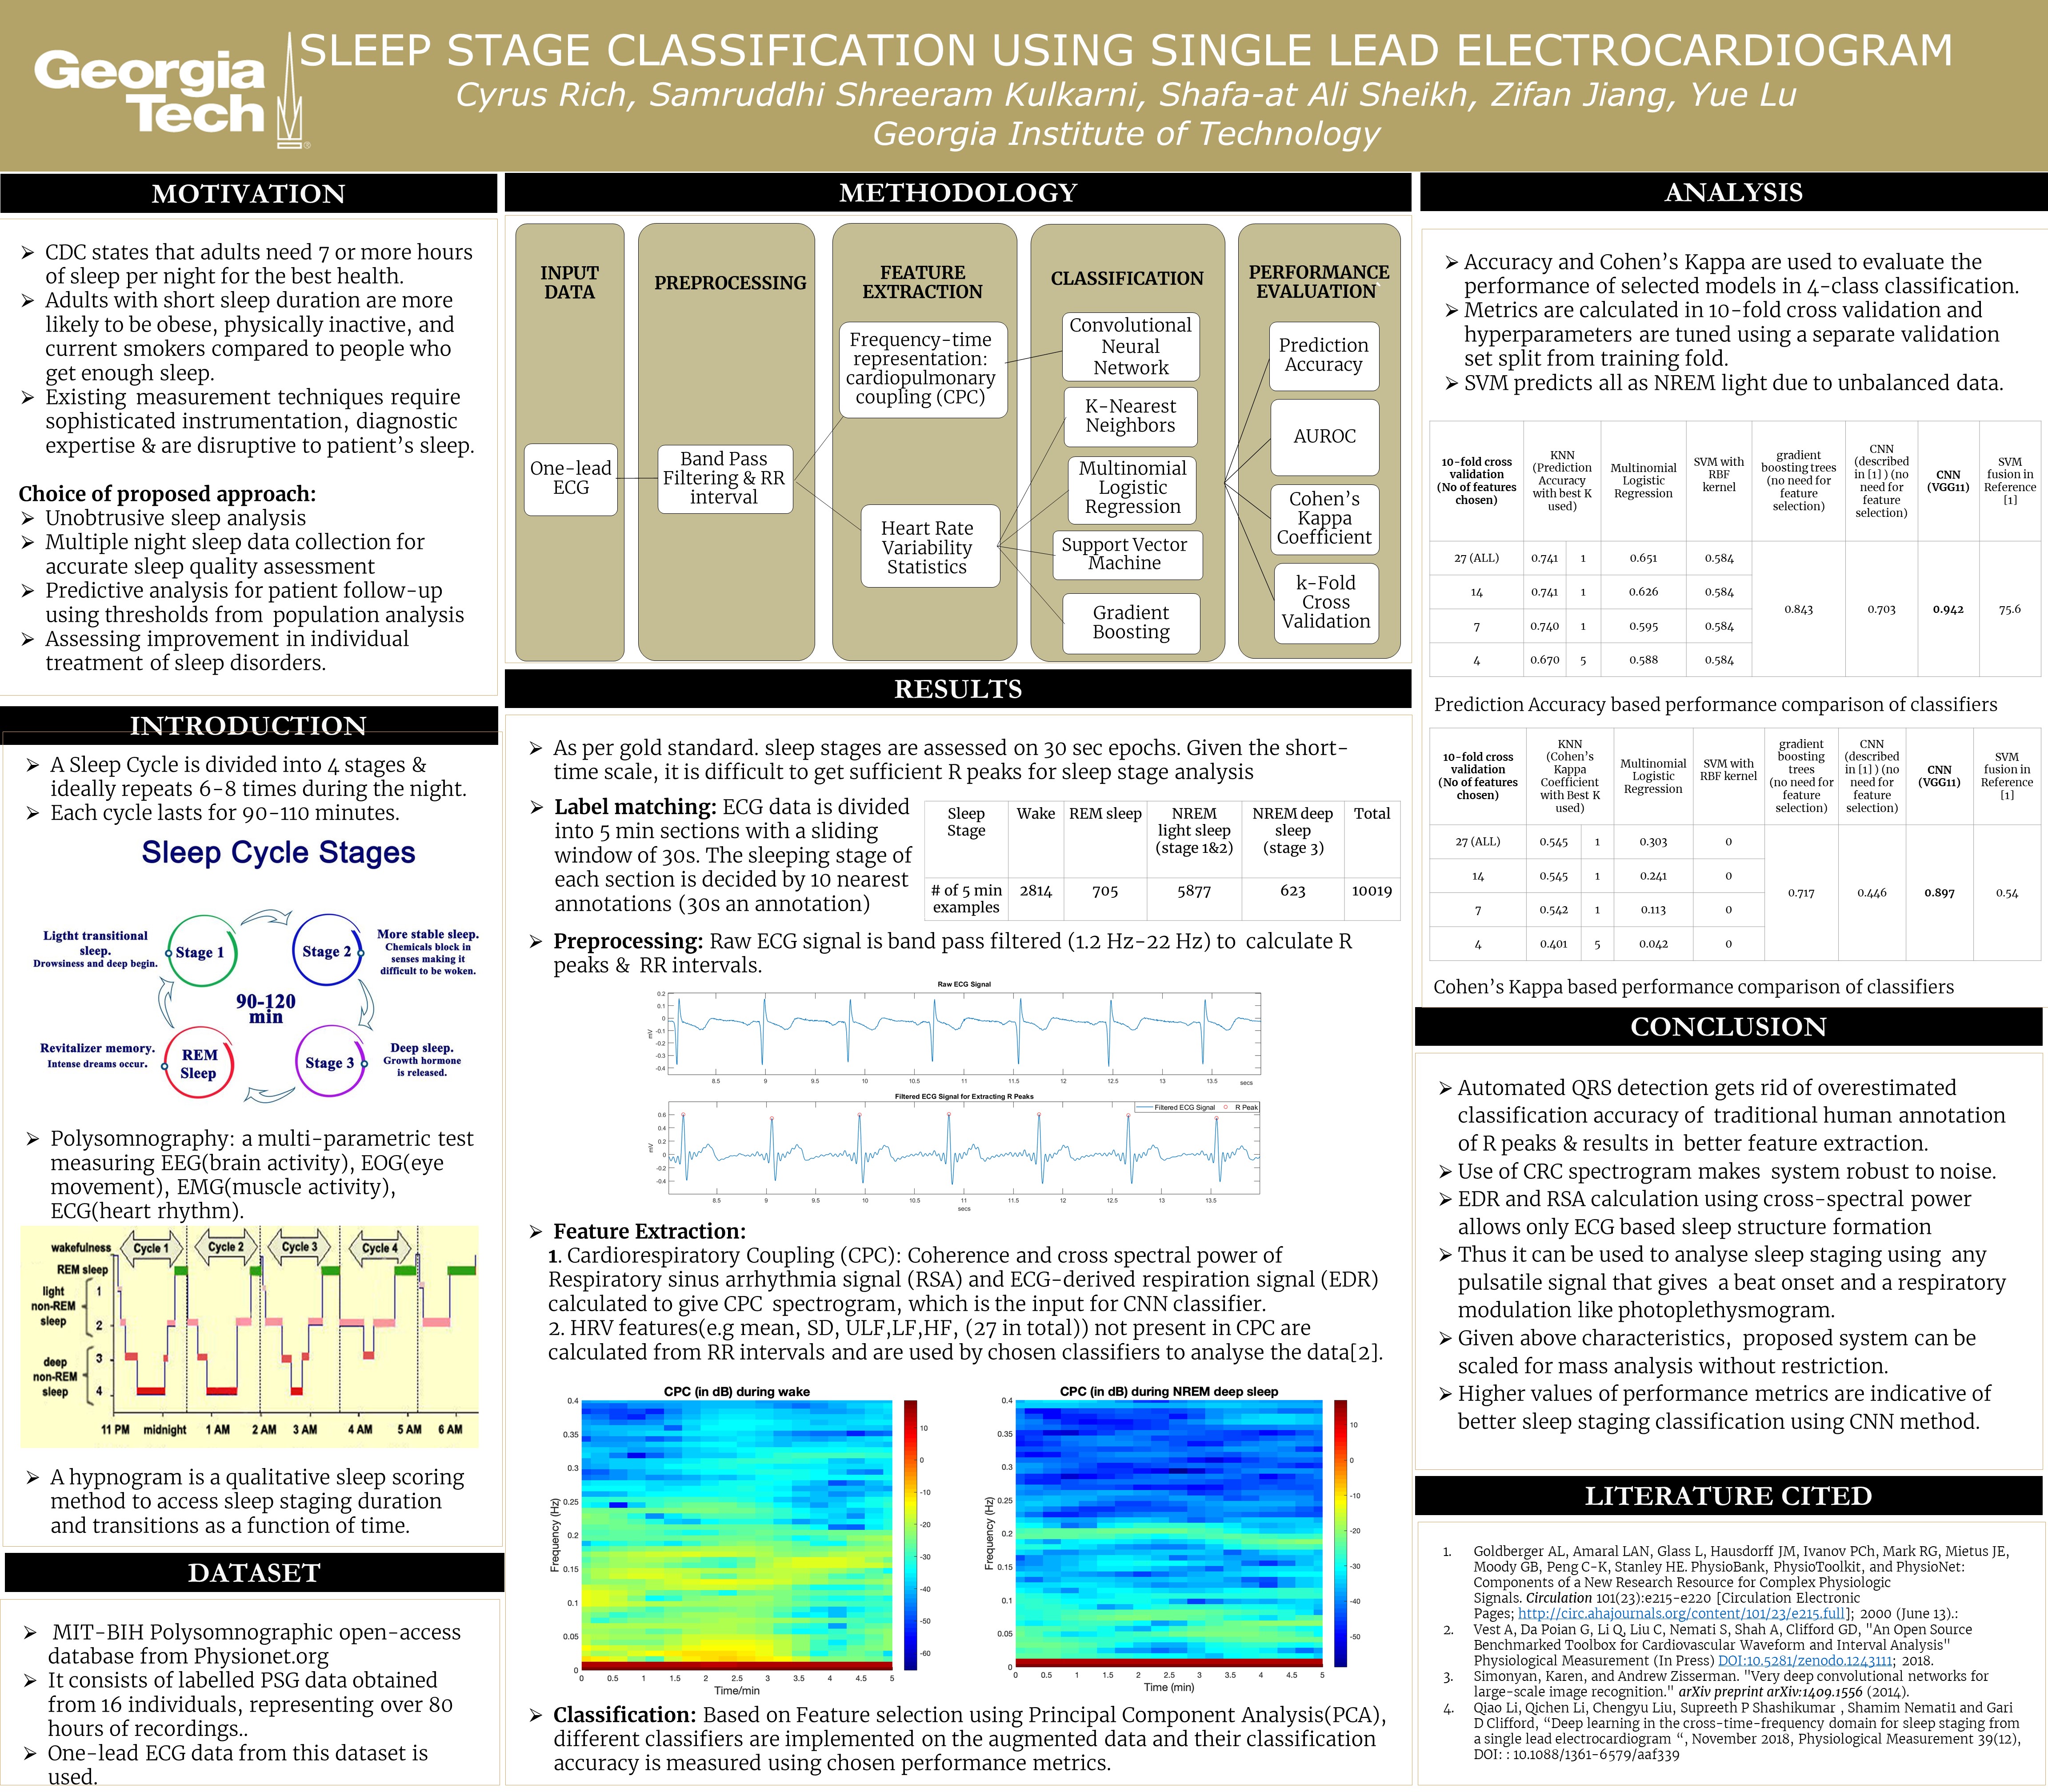 Georgia
Tech
®
SLEEP STAGE CLASSIFICATION USING SINGLE LEAD ELECTROCARDIOGRAM
Cyrus Rich, Samruddhi Shreeram Kulkarni, Shafa-at Ali Sheikh, Zifan Jiang, Yue Lu
Georgia Institute of Technology
MOTIVATION
➢ CDC states that adults need 7 or more hours
of sleep per night for the best health.
➢ Adults with short sleep duration are more
likely to be obese, physically inactive, and
current smokers compared to people who
get enough sleep.
➢ Existing measurement techniques require
sophisticated instrumentation, diagnostic
expertise & are disruptive to patient's sleep.
Choice of proposed approach:
➢ Unobtrusive sleep analysis
➢ Multiple night sleep data collection for
accurate sleep quality assessment
➢ Predictive analysis for patient follow-up
using thresholds from population analysis
➢ Assessing improvement in individual
treatment of sleep disorders.
INTRODUCTION
➢ A Sleep Cycle is divided into 4 stages &
ideally repeats 6-8 times during the night.
➢ Each cycle lasts for 90-110 minutes.
Sleep Cycle Stages
Ligtht transitional
sleep.
Drowsiness and deep begin.
Stage 1
Stage 2
More stable sleep.
Chemicals block in
senses making it
difficult to be woken.
90-120
min
Revitalizer memory.
Intense dreams occur.
REM
Sleep
Stage 3
Deep sleep.
Growth hormone
is released.
➢ Polysomnography: a multi-parametric test
measuring EEG(brain activity), EOG(eye
movement), EMG(muscle activity),
ECG(heart rhythm).
wakefulness Cycle 1 Cycle 2 Cycle 3 Cycle 4
REM sleep
light
non-REM
sleep
1
2
deep
non-REM
sleep
3
4
11 PM midnight 1 AM 2 AM 3 AM 4 AM 5 AM 6 AM
➢ A hypnogram is a qualitative sleep scoring
method to access sleep staging duration
and transitions as a function of time.
DATASET
➢ MIT-BIH Polysomnographic open-access
database from Physionet.org
➢ It consists of labelled PSG data obtained
from 16 individuals, representing over 80
hours of recordings..
➢ One-lead ECG data from this dataset is
used.
METHODOLOGY
INPUT
DATA
One-lead
ECG
PREPROCESSING
Band Pass
Filtering & RR
interval
FEATURE
EXTRACTION
Frequency-time
representation:
cardiopulmonary
coupling (CPC)
Heart Rate
Variability
Statistics
CLASSIFICATION
Convolutional
Neural
Network
K-Nearest
Neighbors
Multinomial
Logistic
Regression
Support Vector
Machine
Gradient
Boosting
PERFORMANCE
EVALUATION
Prediction
Accuracy
AUROC
Cohen's
Kappa
Coefficient
k-Fold
Cross
Validation
RESULTS
➢ As per gold standard. sleep stages are assessed on 30 sec epochs. Given the short-
time scale, it is difficult to get sufficient R peaks for sleep stage analysis
➢ Label matching: ECG data is divided
into 5 min sections with a sliding
window of 30s. The sleeping stage of
each section is decided by 10 nearest
annotations (30s an annotation)
Sleep Stage | Wake | REM sleep | NREM light sleep (stage 1&2) | NREM deep sleep (stage 3) | Total
# of 5 min examples | 2814 | 705 | 5877 | 623 | 10019
➢ Preprocessing: Raw ECG signal is band pass filtered (1.2 Hz-22 Hz) to calculate R
peaks & RR intervals.
Raw ECG Signal
mV
0.2
0.1
0
-0.1
-0.2
-0.3
-0.4
8.5 9 9.5 10 10.5 11 11.5 12 12.5 13 13.5 secs
Filtered ECG Signal for Extracting R Peaks
Filtered ECG Signal R Peak
mV
0.6
0.4
0.2
0
-0.2
-0.4
8.5 9 9.5 10 10.5 11 11.5 12 12.5 13 13.5
secs
➢ Feature Extraction:
1. Cardiorespiratory Coupling (CPC): Coherence and cross spectral power of
Respiratory sinus arrhythmia signal (RSA) and ECG-derived respiration signal (EDR)
calculated to give CPC spectrogram, which is the input for CNN classifier.
2. HRV features(e.g mean, SD, ULF,LF,HF, (27 in total)) not present in CPC are
calculated from RR intervals and are used by chosen classifiers to analyse the data[2].
CPC (in dB) during wake
Frequency (Hz)
0.4
0.35
0.3
0.25
0.2
0.15
0.1
0.05
0
0 0.5 1 1.5 2 2.5 3 3.5 4 4.5 5
Time/min
10
0
-10
-20
-30
-40
-50
-60
CPC (in dB) during NREM deep sleep
Frequency (Hz)
0.4
0.35
0.3
0.25
0.2
0.15
0.1
0.05
0
0 0.5 1 1.5 2 2.5 3 3.5 4 4.5 5
Time (min)
10
0
-10
-20
-30
-40
-50
➢ Classification: Based on Feature selection using Principal Component Analysis(PCA),
different classifiers are implemented on the augmented data and their classification
accuracy is measured using chosen performance metrics.
ANALYSIS
➢ Accuracy and Cohen's Kappa are used to evaluate the
performance of selected models in 4-class classification.
➢ Metrics are calculated in 10-fold cross validation and
hyperparameters are tuned using a separate validation
set split from training fold.
➢ SVM predicts all as NREM light due to unbalanced data.
10-fold cross validation (No of features chosen) | KNN (Prediction Accuracy with best K used) | Multinomial Logistic Regression | SVM with RBF kernel | gradient boosting trees (no need for feature selection) | CNN (described in [1] ) (no need for feature selection) | CNN (VGG11) | SVM fusion in Reference [1]
27 (ALL) | 0.741 | 1 | 0.651 | 0.584 | 0.843 | 0.703 | 0.942 | 75.6
14 | 0.741 | 1 | 0.626 | 0.584
7 | 0.740 | 1 | 0.595 | 0.584
4 | 0.670 | 5 | 0.588 | 0.584
Prediction Accuracy based performance comparison of classifiers
10-fold cross validation (No of features chosen) | KNN (Cohen's Kappa Coefficient with Best K used) | Multinomial Logistic Regression | SVM with RBF kernel | gradient boosting trees (no need for feature selection) | CNN (described in [1] ) (no need for feature selection) | CNN (VGG11) | SVM fusion in Reference [1]
27 (ALL) | 0.545 | 1 | 0.303 | 0 | 0.717 | 0.446 | 0.897 | 0.54
14 | 0.545 | 1 | 0.241 | 0
7 | 0.542 | 1 | 0.113 | 0
4 | 0.401 | 5 | 0.042 | 0
Cohen's Kappa based performance comparison of classifiers
CONCLUSION
➢ Automated QRS detection gets rid of overestimated
classification accuracy of traditional human annotation
of R peaks & results in better feature extraction.
➢ Use of CRC spectrogram makes system robust to noise.
➢ EDR and RSA calculation using cross-spectral power
allows only ECG based sleep structure formation
➢ Thus it can be used to analyse sleep staging using any
pulsatile signal that gives a beat onset and a respiratory
modulation like photoplethysmogram.
➢ Given above characteristics, proposed system can be
scaled for mass analysis without restriction.
➢ Higher values of performance metrics are indicative of
better sleep staging classification using CNN method.
LITERATURE CITED
1. Goldberger AL, Amaral LAN, Glass L, Hausdorff JM, Ivanov PCh, Mark RG, Mietus JE,
Moody GB, Peng C-K, Stanley HE. PhysioBank, PhysioToolkit, and PhysioNet:
Components of a New Research Resource for Complex Physiologic
Signals. Circulation 101(23):e215-e220 [Circulation Electronic
Pages; http://circ.ahajournals.org/content/101/23/e215.full]; 2000 (June 13).:
2. Vest A, Da Poian G, Li Q, Liu C, Nemati S, Shah A, Clifford GD, "An Open Source
Benchmarked Toolbox for Cardiovascular Waveform and Interval Analysis"
Physiological Measurement (In Press) DOI:10.5281/zenodo.1243111; 2018.
3. Simonyan, Karen, and Andrew Zisserman. "Very deep convolutional networks for
large-scale image recognition." arXiv preprint arXiv:1409.1556 (2014).
4. Qiao Li, Qichen Li, Chengyu Liu, Supreeth P Shashikumar , Shamim Nemati1 and Gari
D Clifford, “Deep learning in the cross-time-frequency domain for sleep staging from
a single lead electrocardiogram “, November 2018, Physiological Measurement 39(12),
DOI: : 10.1088/1361-6579/aaf339